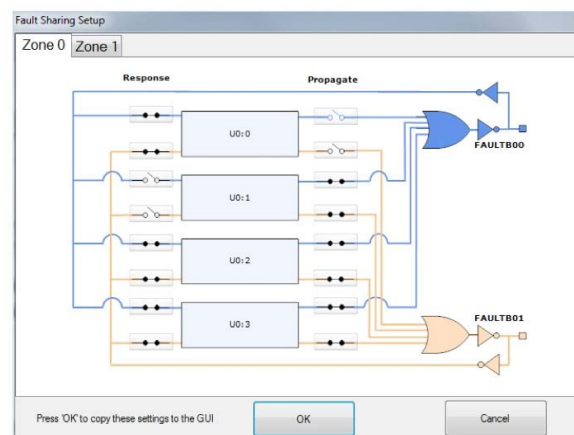 Fault Sharing Setup
Zone 0 Zone 1
Response Propagate
U0:0
FAULTB00
U0:1
U0:2
U0:3
FAULTB01
Press 'OK' to copy these settings to the GUI OK Cancel